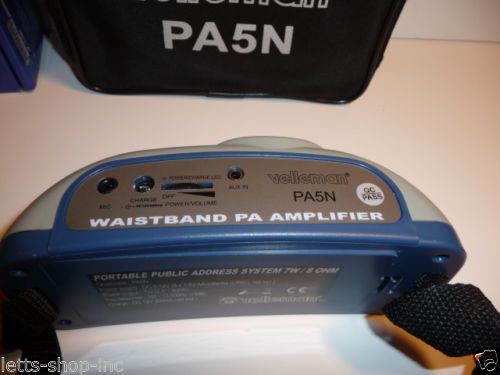 velleman
PA5N
POWER/CHARGE LED
MIC
CHARGE
OFF
POWER/VOLUME
AUX IN
velleman®
PA5N
QC
PASS
WAISTBAND PA AMPLIFIER
PORTABLE PUBLIC ADDRESS SYSTEM 7W / 8 OHM
velleman
letts-shop-inc